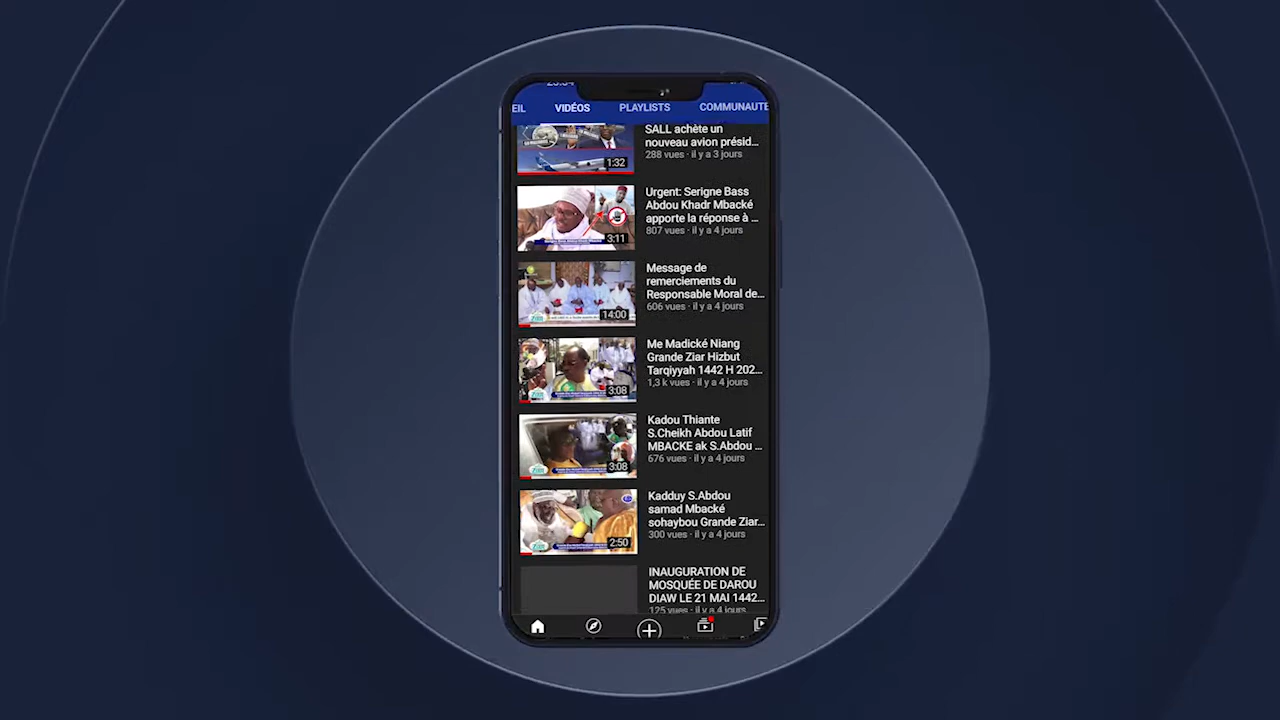 EIL VIDÉOS PLAYLISTS COMMUNAUTÉ
SALL achète un
nouveau avion présid...
288 vues · il y a 3 jours
1:32
Urgent: Serigne Bass
Abdou Khadr Mbacké
apporte la réponse à ...
807 vues · il y a 4 jours
3:11
Message de
remerciements du
Responsable Moral de...
606 vues · il y a 4 jours
14:00
Me Madické Niang
Grande Ziar Hizbut
Tarqiyyah 1442 H 202...
1,3 k vues · il y a 4 jours
3:08
Kadou Thiante
S.Cheikh Abdou Latif
MBACKE ak S.Abdou ...
676 vues · il y a 4 jours
3:08
Kadduy S.Abdou
samad Mbacké
sohaybou Grande Ziar...
300 vues · il y a 4 jours
2:50
INAUGURATION DE
MOSQUÉE DE DAROU
DIAW LE 21 MAI 1442...
125 vues · il y a 4 jours